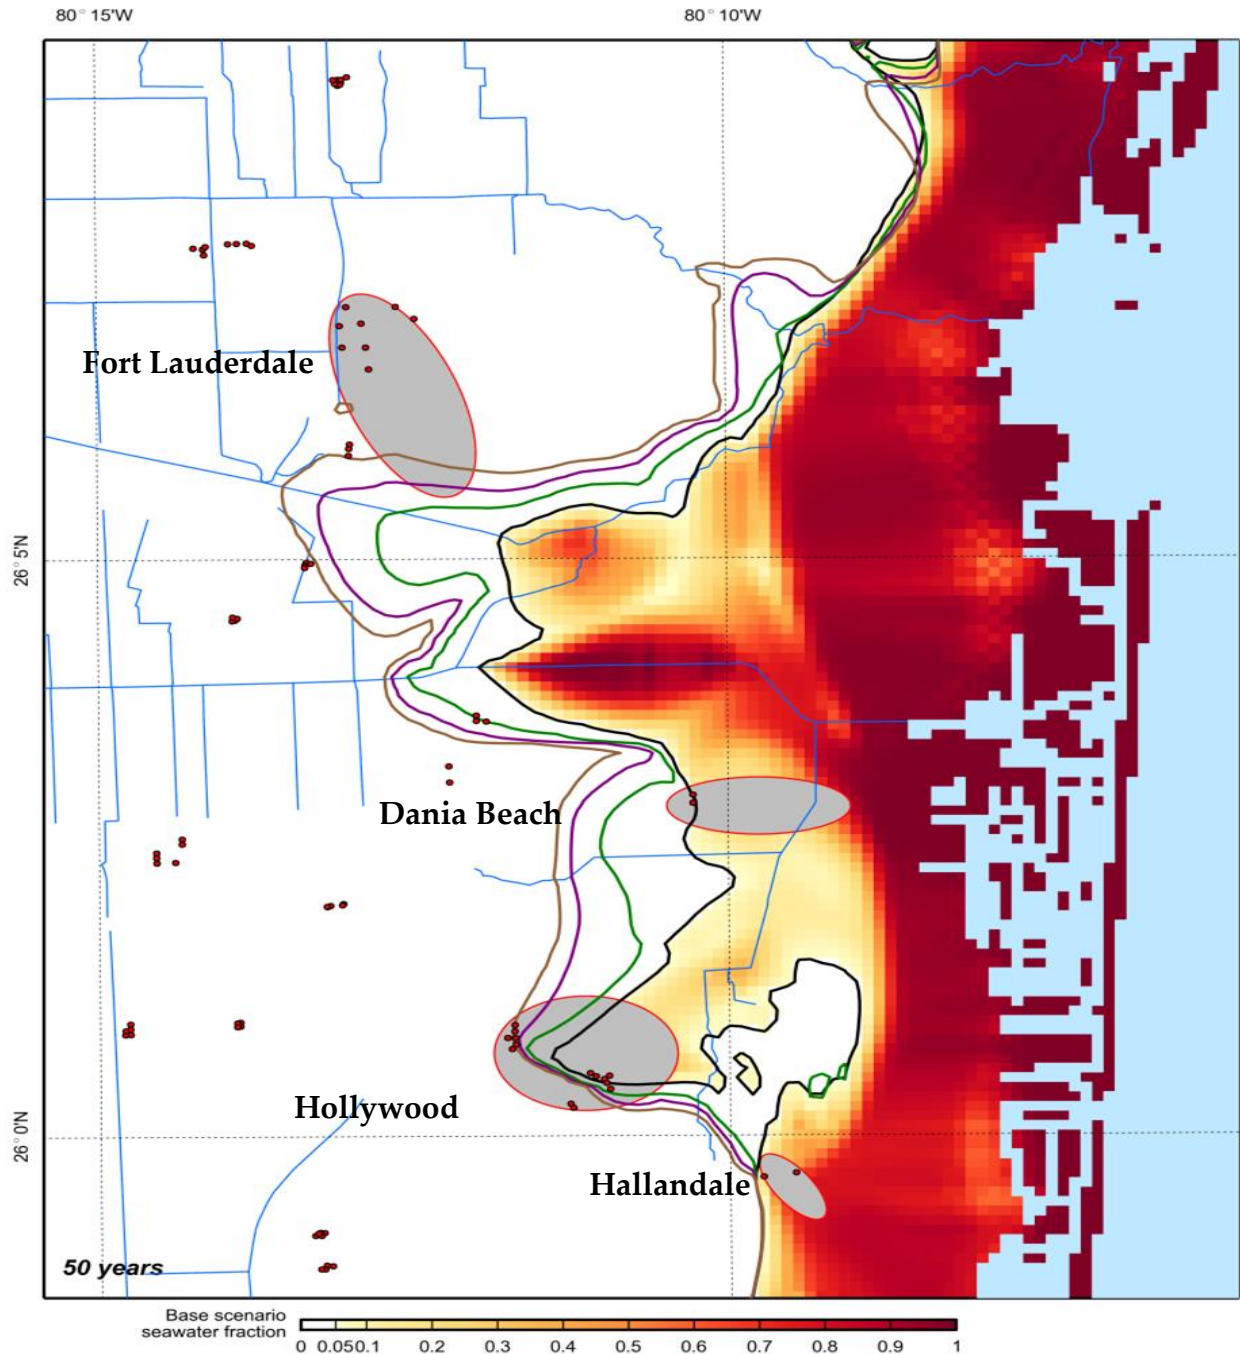 80°15'W
80°10'W
Fort Lauderdale
26°5'N
Dania Beach
Hollywood
26°0'N
Hallandale
50 years
Base scenario
seawater fraction
0 0.05 0.1 0.2 0.3 0.4 0.5 0.6 0.7 0.8 0.9 1